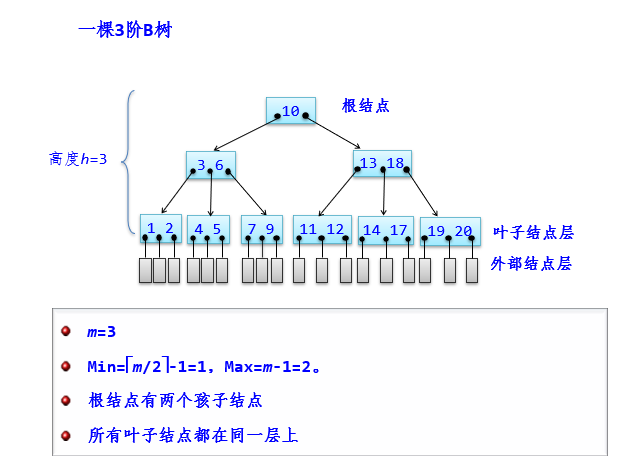 一棵3阶B树
10
根结点
高度h=3
3 6
13 18
1 2
4 5
7 9
11 12
14 17
19 20
叶子结点层
外部结点层
m=3
Min=⌈m/2⌉-1=1，Max=m-1=2。
根结点有两个孩子结点
所有叶子结点都在同一层上